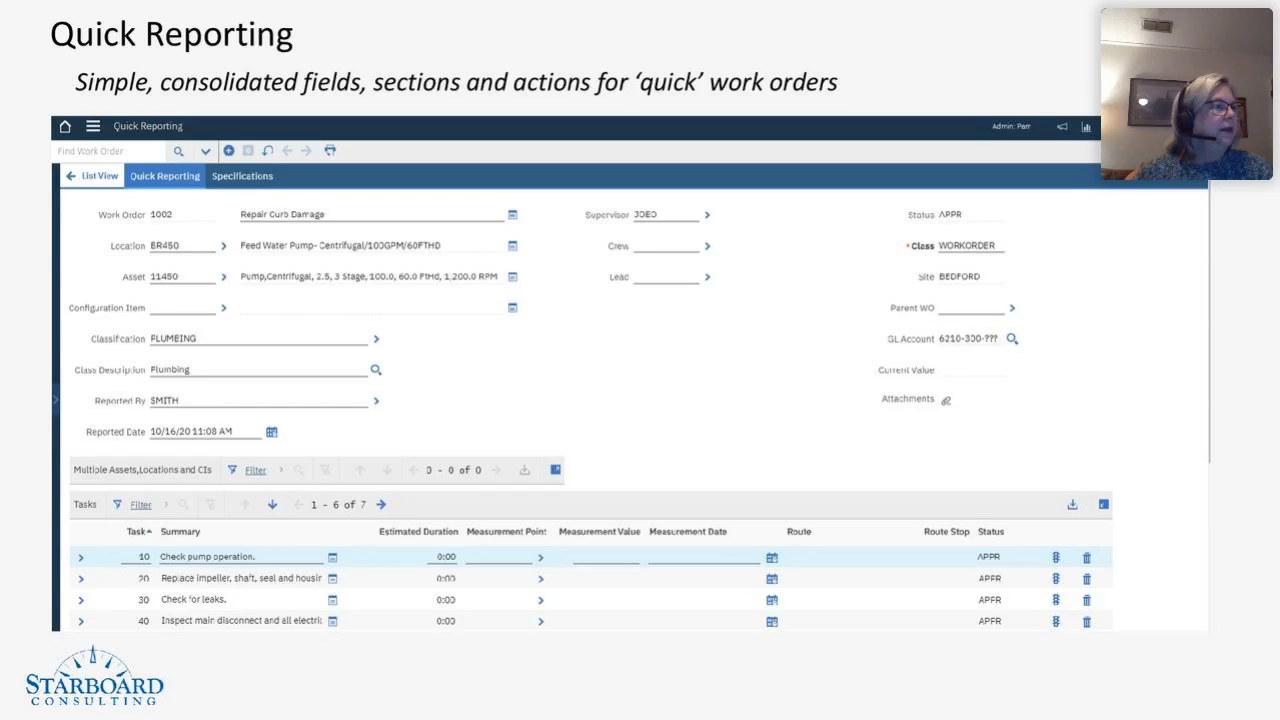 Quick Reporting
Simple, consolidated fields, sections and actions for ‘quick’ work orders
Quick Reporting
Admin: Parr
Find Work Order
List View Quick Reporting Specifications
Work Order 1002 Repair Curb Damage Supervisor JOED Status APPR
Location BR450 Feed Water Pump- Centrifugal/100GPM/60FTHD Crew * Class WORKORDER
Asset 11450 Pump,Centrifugal, 2.5, 3 Stage, 100.0, 60.0 FtHd, 1,200.0 RPM Lead Site BEDFORD
Configuration Item Parent WO
Classification PLUMBING GL Account 6210-300-???
Class Description Plumbing Current Value
Reported By SMITH Attachments
Reported Date 10/16/20 11:08 AM
Multiple Assets,Locations and CIs Filter 0 - 0 of 0
Tasks Filter 1 - 6 of 7
Task Summary Estimated Duration Measurement Point Measurement Value Measurement Date Route Route Stop Status
10 Check pump operation. 0:00 APPR
20 Replace impeller, shaft, seal and housir 0:00 APPR
30 Check for leaks. 0:00 APPR
40 Inspect main disconnect and all electric 0:00 APPR
STARBOARD
CONSULTING